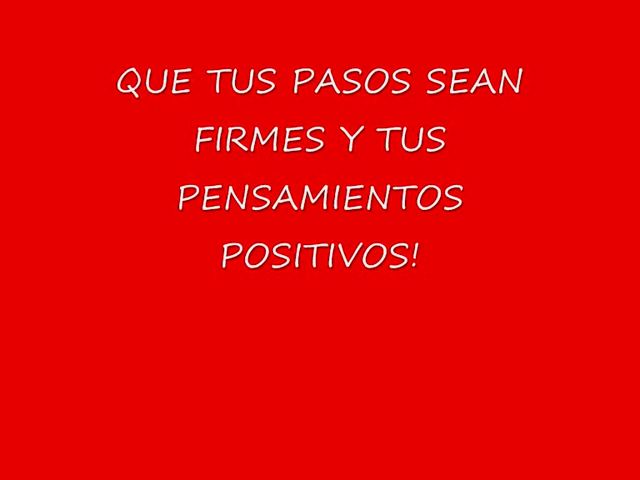 QUE TUS PASOS SEAN
FIRMES Y TUS
PENSAMIENTOS
POSITIVOS!